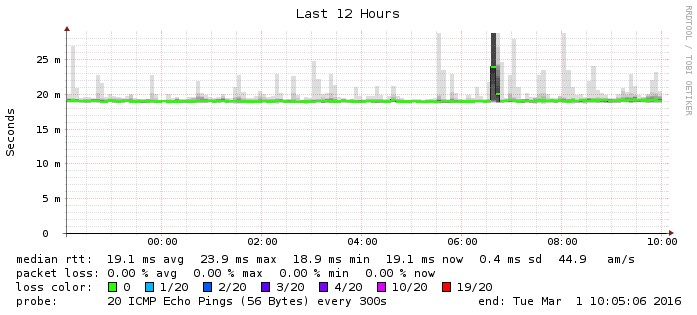 Last 12 Hours
RRDTOOL / TOBI OETIKER
Seconds
25 m
20 m
15 m
10 m
5 m
0
00:00 02:00 04:00 06:00 08:00 10:00
median rtt: 19.1 ms avg 23.9 ms max 18.9 ms min 19.1 ms now 0.4 ms sd 44.9 am/s
packet loss: 0.00 % avg 0.00 % max 0.00 % min 0.00 % now
loss color: 0 1/20 2/20 3/20 4/20 10/20 19/20
probe: 20 ICMP Echo Pings (56 Bytes) every 300s end: Tue Mar 1 10:05:06 2016